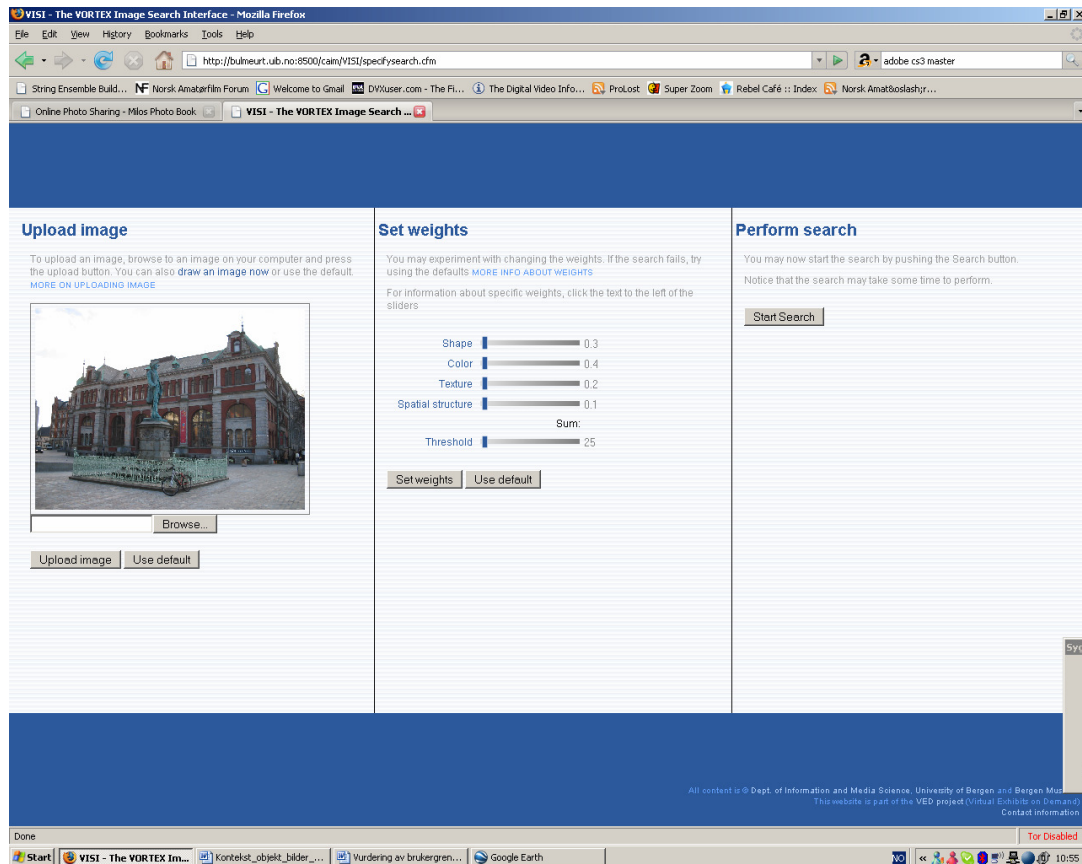 VISI - The VORTEX Image Search Interface - Mozilla Firefox
File Edit View History Bookmarks Tools Help
http://bulmeurt.uib.no:8500/caim/VISI/specifysearch.cfm
adobe cs3 master
String Ensemble Build... Norsk Amatørfilm Forum Welcome to Gmail DVXuser.com - The Fi... The Digital Video Info... ProLost Super Zoom Rebel Café :: Index Norsk Amat&oslash;r...
Online Photo Sharing - Milos Photo Book VISI - The VORTEX Image Search ...
Upload image
To upload an image, browse to an image on your computer and press
the upload button. You can also draw an image now or use the default.
MORE ON UPLOADING IMAGE
Browse...
Upload image Use default
Set weights
You may experiment with changing the weights. If the search fails, try
using the defaults MORE INFO ABOUT WEIGHTS
For information about specific weights, click the text to the left of the
sliders
Shape 0.3
Color 0.4
Texture 0.2
Spatial structure 0.1
Sum:
Threshold 25
Set weights Use default
Perform search
You may now start the search by pushing the Search button.
Notice that the search may take some time to perform.
Start Search
All content is © Dept. of Information and Media Science, University of Bergen and Bergen Mus
This website is part of the VED project (Virtual Exhibits on Demand)
Contact information
Done Tor Disabled
Start VISI - The VORTEX Im... Kontekst_objekt_bilder_... Vurdering av brukergren... Google Earth NO 10:55